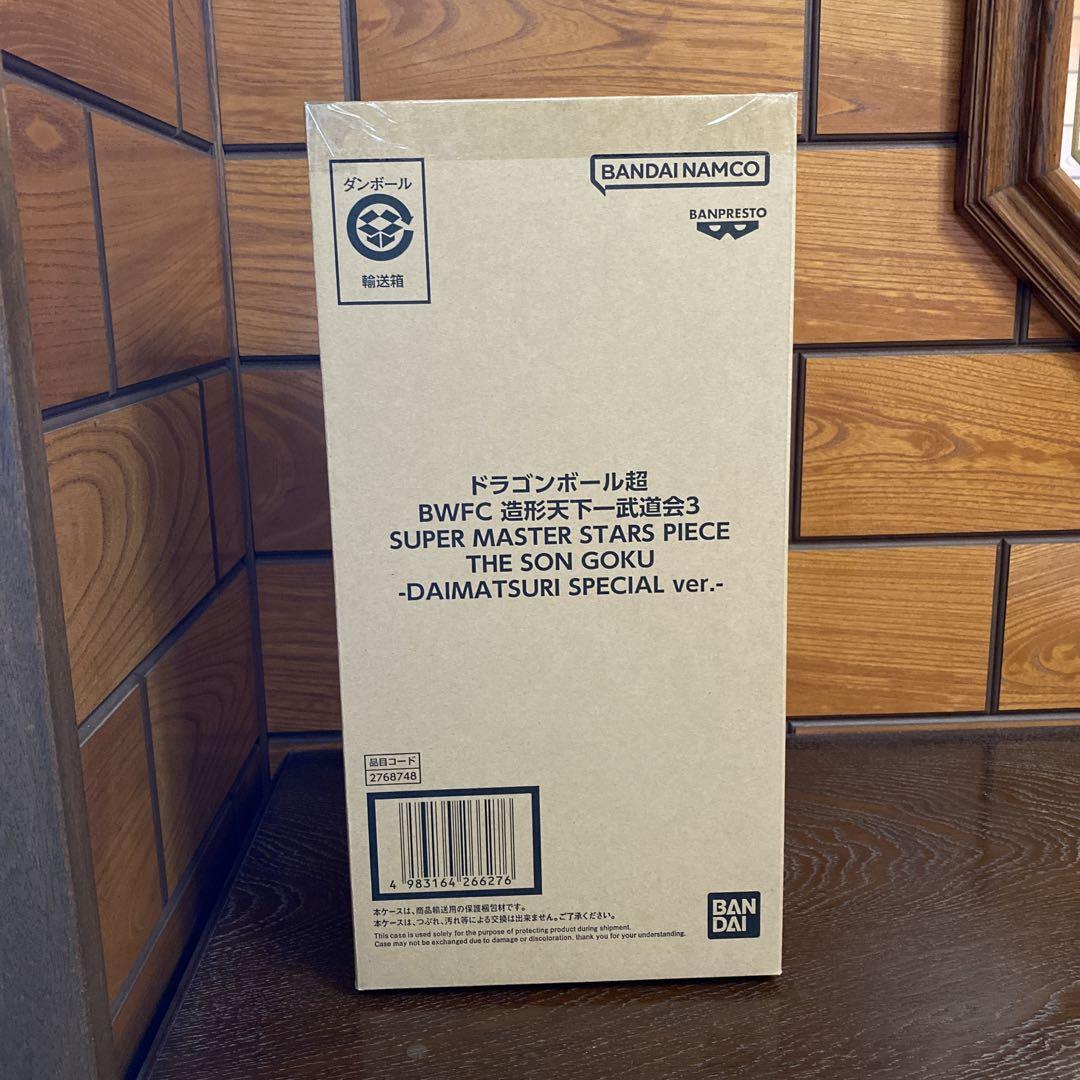 ダンボール
輸送箱
BANDAI NAMCO
BANPRESTO
ドラゴンボール超
BWFC 造形天下一武道会3
SUPER MASTER STARS PIECE
THE SON GOKU
-DAIMATSURI SPECIAL ver.-
品目コード
2768748
4 983164 266276
本ケースは、商品輸送用の保護梱包材です。
本ケースは、つぶれ、汚れ等による交換は出来ません。ご了承ください。
This case is used solely for the purpose of protecting product during shipment.
Case may not be exchanged due to damage or discoloration, thank you for your understanding.
BAN
DAI